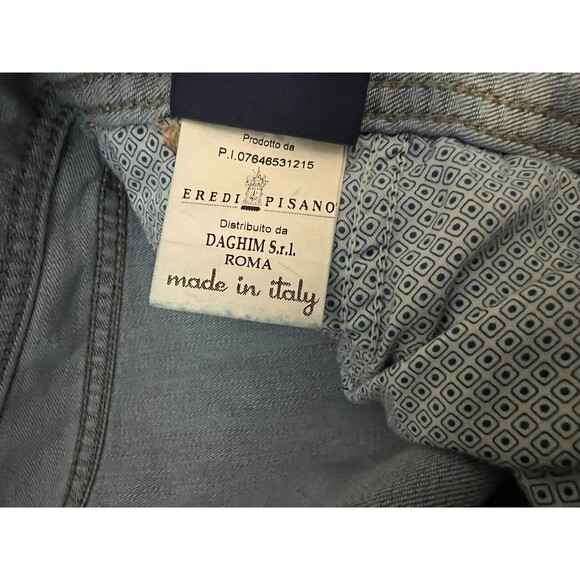 Prodotto da
P.I.07646531215
EREDI PISANO
Distribuito da
DAGHIM S.r.l.
ROMA
made in italy